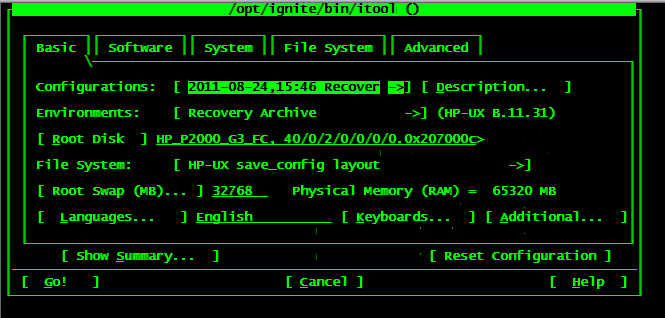 /opt/ignite/bin/itool ()
Basic Software System File System Advanced
Configurations: [ 2011-08-24,15:46 Recover ->] [ Description... ]
Environments: [ Recovery Archive ->] (HP-UX B.11.31)
[ Root Disk ] HP_P2000_G3_FC, 40/0/2/0/0/0/0.0x207000c>
File System: [ HP-UX save_config layout ->]
[ Root Swap (MB)... ] 32768 Physical Memory (RAM) = 65320 MB
[ Languages... ] English [ Keyboards... ] [ Additional... ]
[ Show Summary... ] [ Reset Configuration ]
[ Go! ] [ Cancel ] [ Help ]